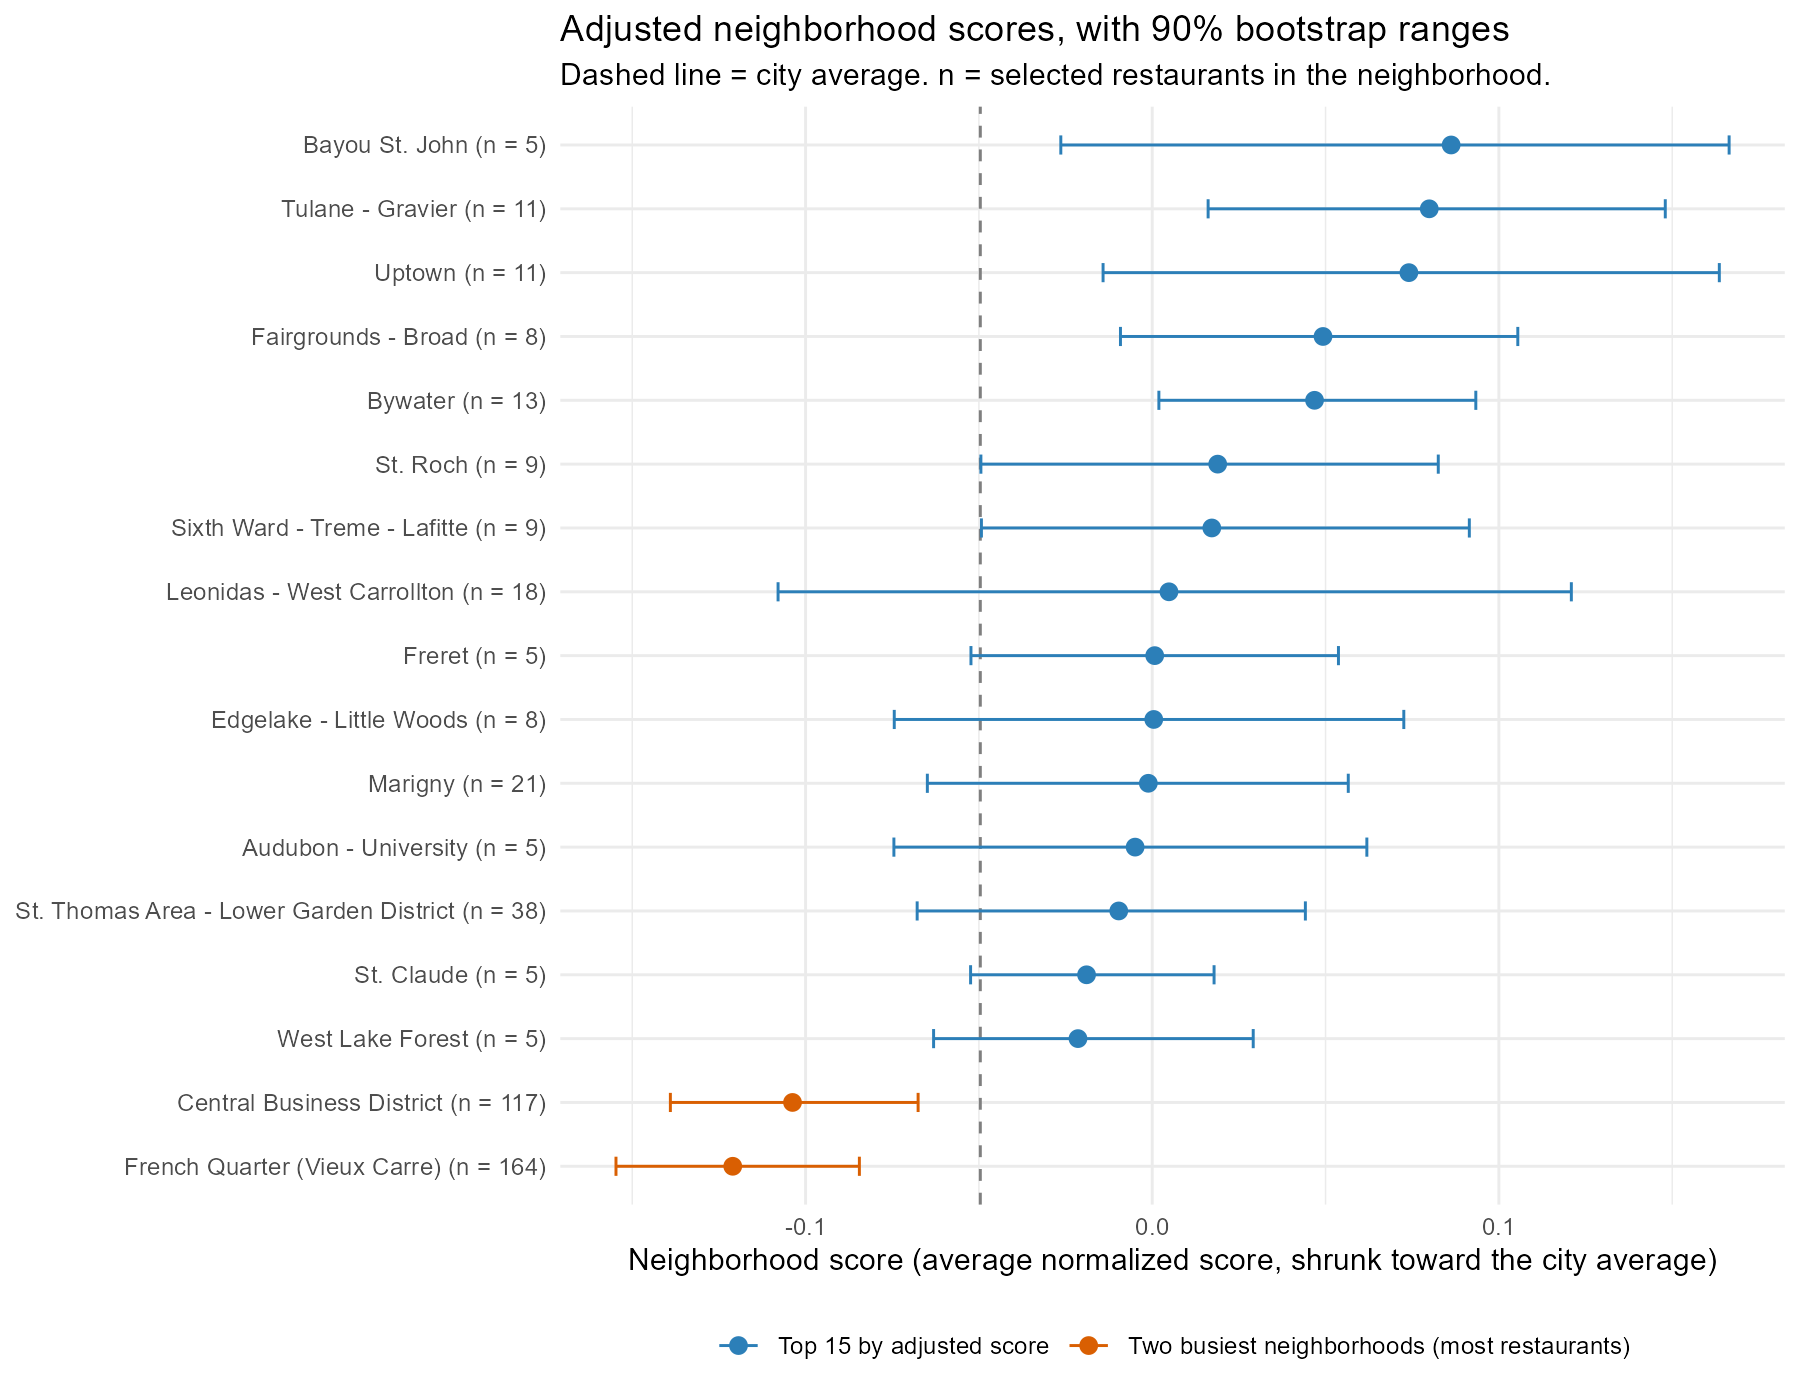 Adjusted neighborhood scores, with 90% bootstrap ranges
Dashed line = city average. n = selected restaurants in the neighborhood.
Bayou St. John (n = 5)
Tulane - Gravier (n = 11)
Uptown (n = 11)
Fairgrounds - Broad (n = 8)
Bywater (n = 13)
St. Roch (n = 9)
Sixth Ward - Treme - Lafitte (n = 9)
Leonidas - West Carrollton (n = 18)
Freret (n = 5)
Edgelake - Little Woods (n = 8)
Marigny (n = 21)
Audubon - University (n = 5)
St. Thomas Area - Lower Garden District (n = 38)
St. Claude (n = 5)
West Lake Forest (n = 5)
Central Business District (n = 117)
French Quarter (Vieux Carre) (n = 164)
-0.1 0.0 0.1
Neighborhood score (average normalized score, shrunk toward the city average)
Top 15 by adjusted score Two busiest neighborhoods (most restaurants)